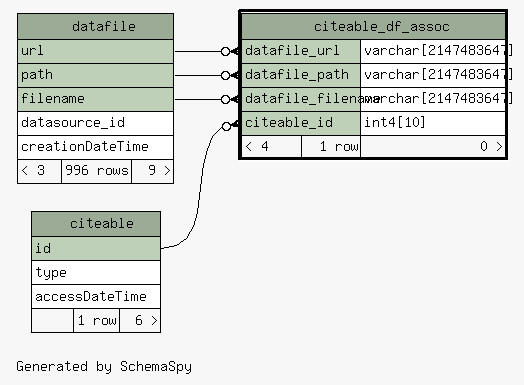 datafile
url
path
filename
datasource_id
creationDateTime
< 3 996 rows 9 >
citeable_df_assoc
datafile_url varchar[2147483647]
datafile_path varchar[2147483647]
datafile_filename varchar[2147483647]
citeable_id int4[10]
< 4 1 row 0 >
citeable
id
type
accessDateTime
1 row 6 >
Generated by SchemaSpy